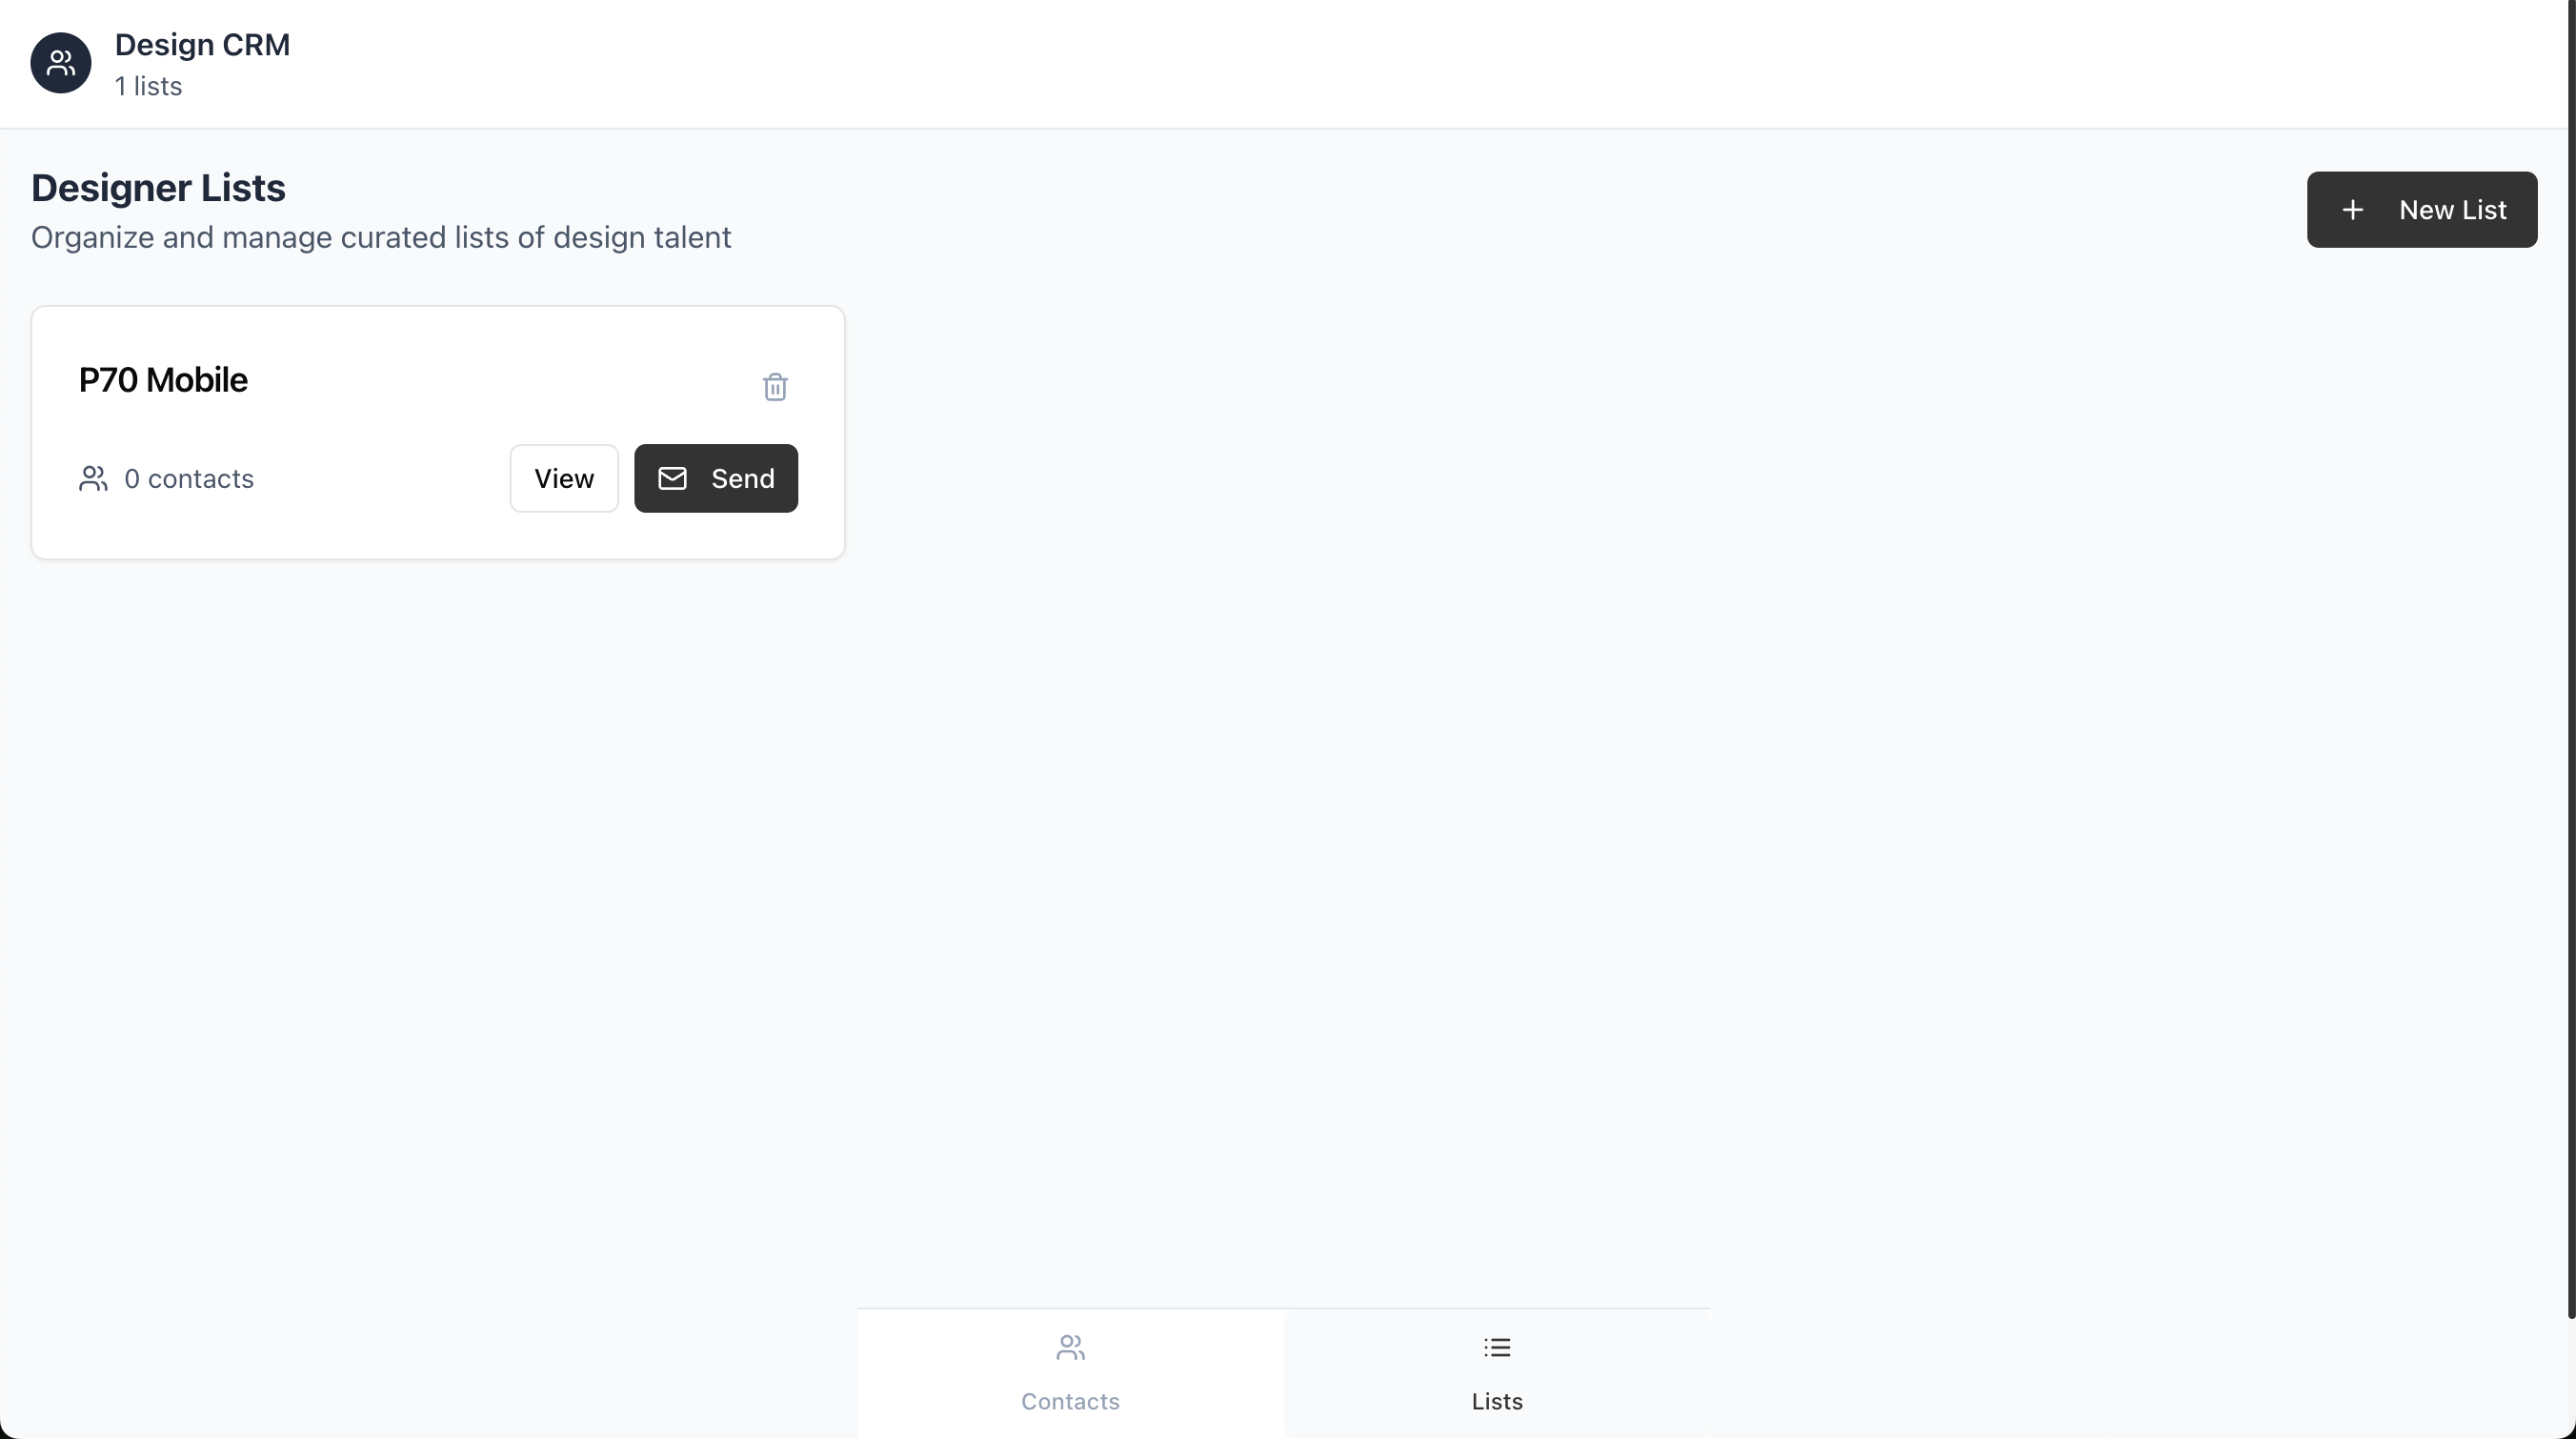 Design CRM
1 lists
Designer Lists
Organize and manage curated lists of design talent
New List
P70 Mobile
0 contacts
View
Send
Contacts
Lists